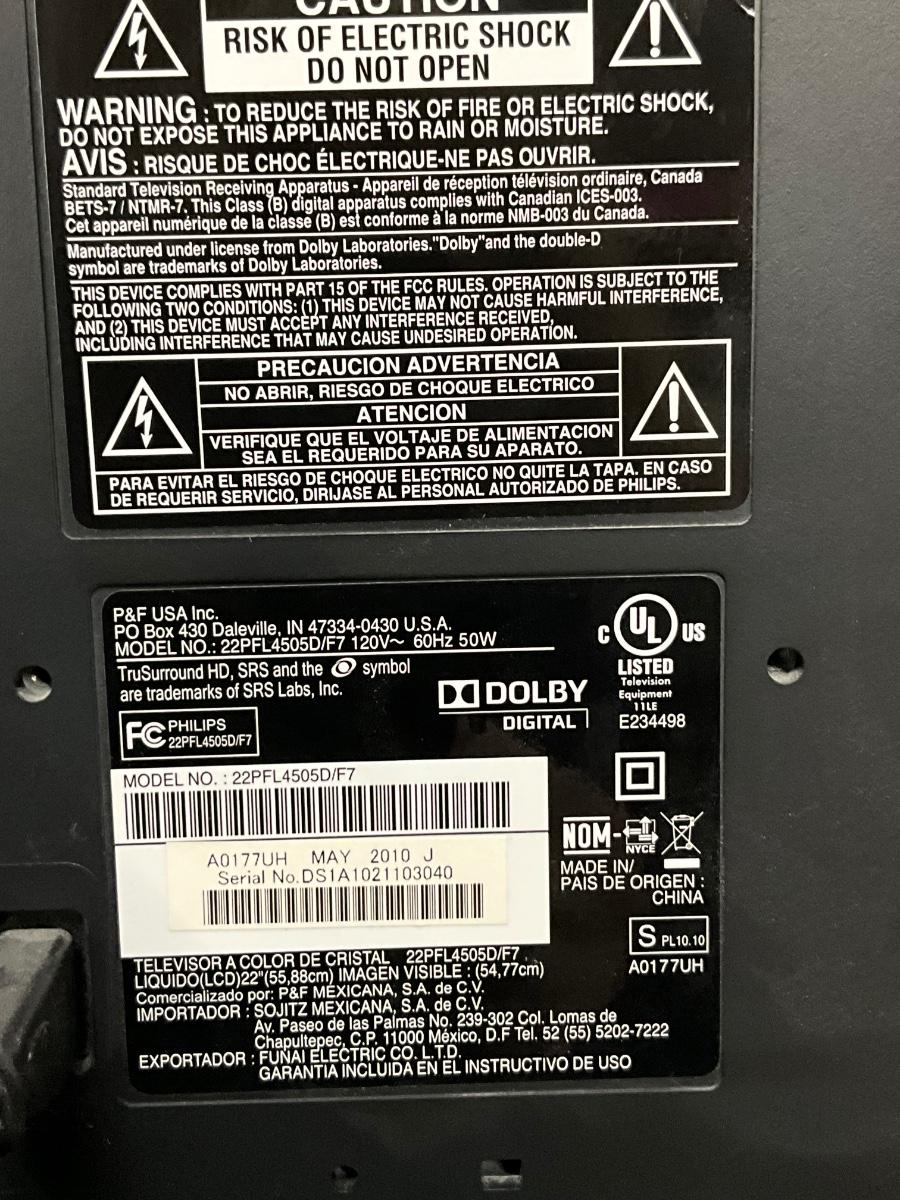 CAUTION
RISK OF ELECTRIC SHOCK
DO NOT OPEN
WARNING : TO REDUCE THE RISK OF FIRE OR ELECTRIC SHOCK,
DO NOT EXPOSE THIS APPLIANCE TO RAIN OR MOISTURE.
AVIS : RISQUE DE CHOC ÉLECTRIQUE-NE PAS OUVRIR.
Standard Television Receiving Apparatus - Appareil de réception télévision ordinaire, Canada
BETS-7 / NTMR-7. This Class (B) digital apparatus complies with Canadian ICES-003.
Cet appareil numérique de la classe (B) est conforme à la norme NMB-003 du Canada.
Manufactured under license from Dolby Laboratories."Dolby"and the double-D
symbol are trademarks of Dolby Laboratories.
THIS DEVICE COMPLIES WITH PART 15 OF THE FCC RULES. OPERATION IS SUBJECT TO THE
FOLLOWING TWO CONDITIONS: (1) THIS DEVICE MAY NOT CAUSE HARMFUL INTERFERENCE,
AND (2) THIS DEVICE MUST ACCEPT ANY INTERFERENCE RECEIVED,
INCLUDING INTERFERENCE THAT MAY CAUSE UNDESIRED OPERATION.
PRECAUCION ADVERTENCIA
NO ABRIR, RIESGO DE CHOQUE ELECTRICO
ATENCION
VERIFIQUE QUE EL VOLTAJE DE ALIMENTACION
SEA EL REQUERIDO PARA SU APARATO.
PARA EVITAR EL RIESGO DE CHOQUE ELECTRICO NO QUITE LA TAPA. EN CASO
DE REQUERIR SERVICIO, DIRIJASE AL PERSONAL AUTORIZADO DE PHILIPS.
P&F USA Inc.
PO Box 430 Daleville, IN 47334-0430 U.S.A.
MODEL NO.: 22PFL4505D/F7 120V~ 60Hz 50W
TruSurround HD, SRS and the symbol
are trademarks of SRS Labs, Inc.
C UL US
LISTED
Television
Equipment
11LE
E234498
DOLBY
DIGITAL
FC PHILIPS
22PFL4505D/F7
MODEL NO. : 22PFL4505D/F7
A0177UH MAY 2010 J
Serial No.DS1A1021103040
NOM-NYCE
MADE IN/
PAIS DE ORIGEN :
CHINA
S PL10.10
A0177UH
TELEVISOR A COLOR DE CRISTAL 22PFL4505D/F7
LIQUIDO(LCD)22"(55,88cm) IMAGEN VISIBLE : (54,77cm)
Comercializado por: P&F MEXICANA, S.A. de C.V.
IMPORTADOR : SOJITZ MEXICANA, S.A. de C.V.
Av. Paseo de las Palmas No. 239-302 Col. Lomas de
Chapultepec, C.P. 11000 México, D.F Tel. 52 (55) 5202-7222
EXPORTADOR : FUNAI ELECTRIC CO. L.T.D.
GARANTIA INCLUIDA EN EL INSTRUCTIVO DE USO